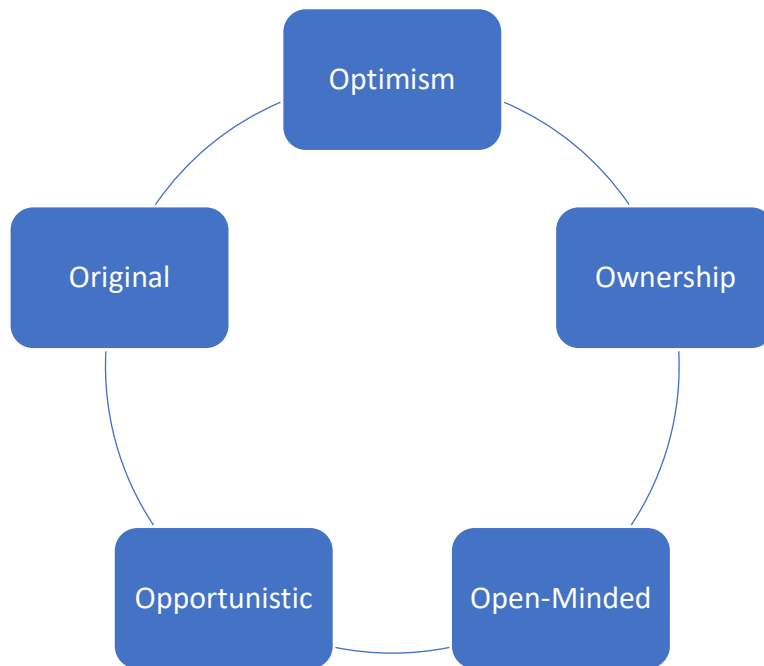 Optimism
Ownership
Open-Minded
Opportunistic
Original